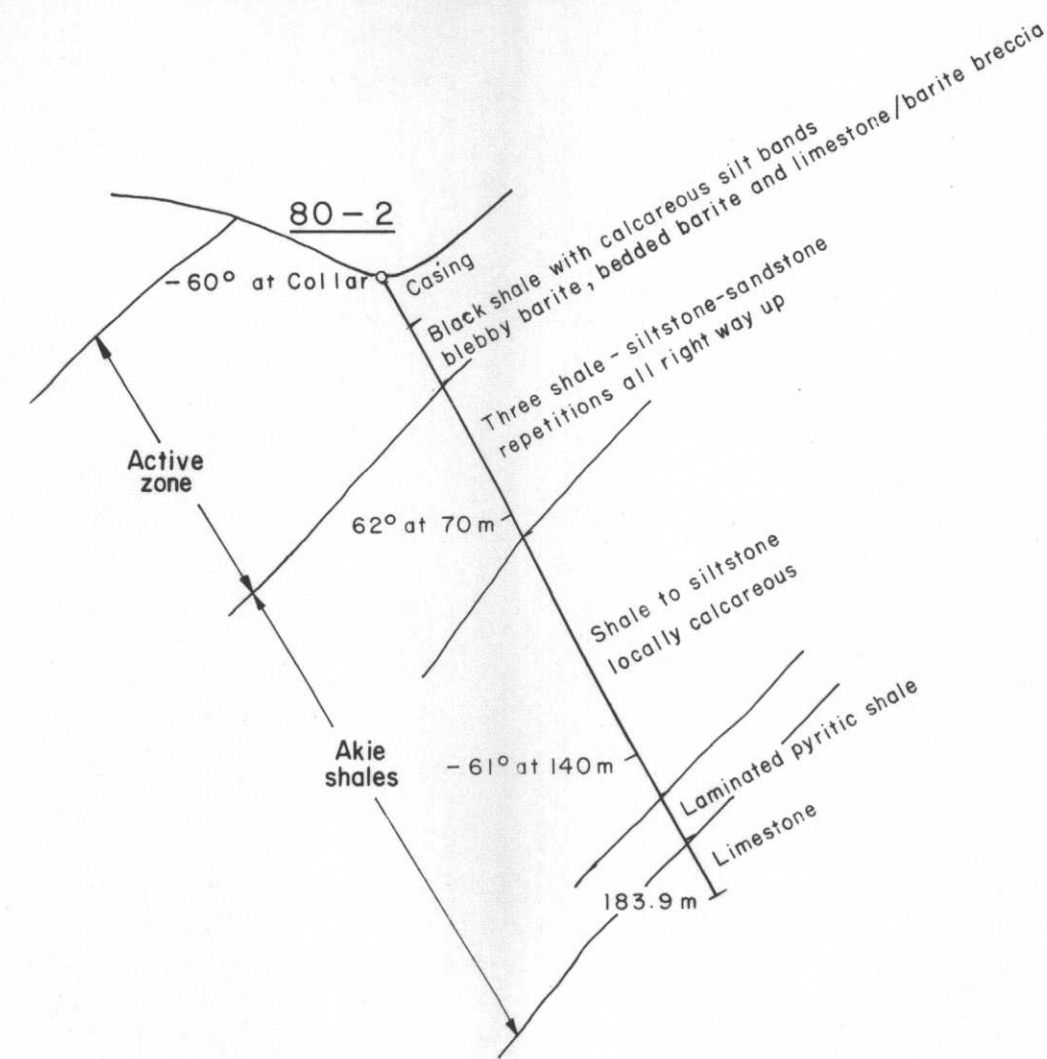 80-2
-60° at Collar
Casing
Black shale with calcareous silt bands
blebby barite, bedded barite and limestone/barite breccia
Three shale - siltstone-sandstone
repetitions all right way up
Active
zone
62° at 70 m
Shale to siltstone
locally calcareous
Akie
shales
-61° at 140 m
Laminated pyritic shale
Limestone
183.9 m